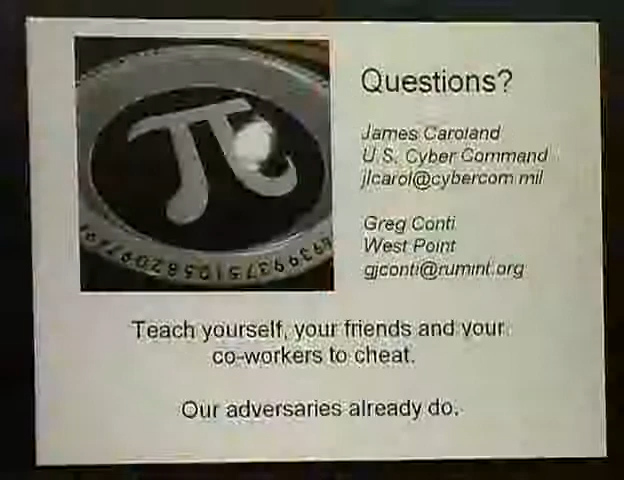 Questions?
James Caroland
U.S. Cyber Command
jlcarol@cybercom.mil
Greg Conti
West Point
gjconti@rumint.org
Teach yourself, your friends and your
co-workers to cheat.
Our adversaries already do.